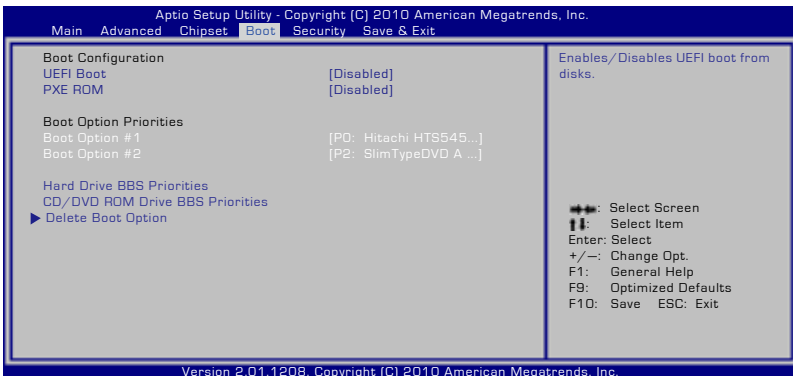 Aptio Setup Utility - Copyright (C) 2010 American Megatrends, Inc.
Main Advanced Chipset Boot Security Save & Exit
Boot Configuration
UEFI Boot [Disabled]
PXE ROM [Disabled]
Boot Option Priorities
Boot Option #1 [P0: Hitachi HTS545...]
Boot Option #2 [P2: SlimTypeDVD A ...]
Hard Drive BBS Priorities
CD/DVD ROM Drive BBS Priorities
Delete Boot Option
Enables/Disables UEFI boot from
disks.
: Select Screen
: Select Item
Enter: Select
+/—: Change Opt.
F1: General Help
F9: Optimized Defaults
F10: Save ESC: Exit
Version 2.01.1208. Copyright (C) 2010 American Megatrends, Inc.